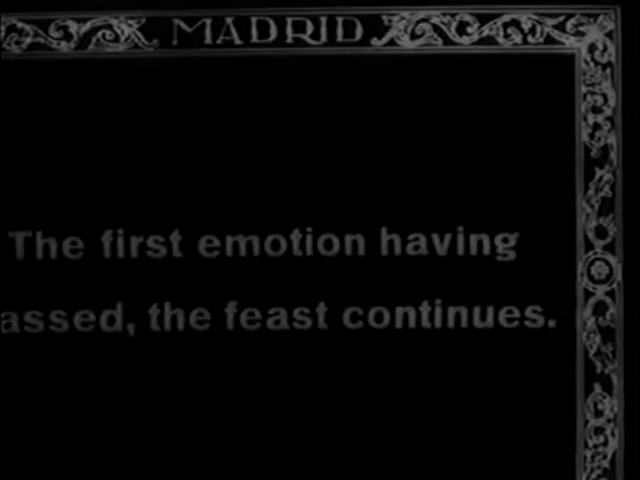 MADRID
The first emotion having
assed, the feast continues.